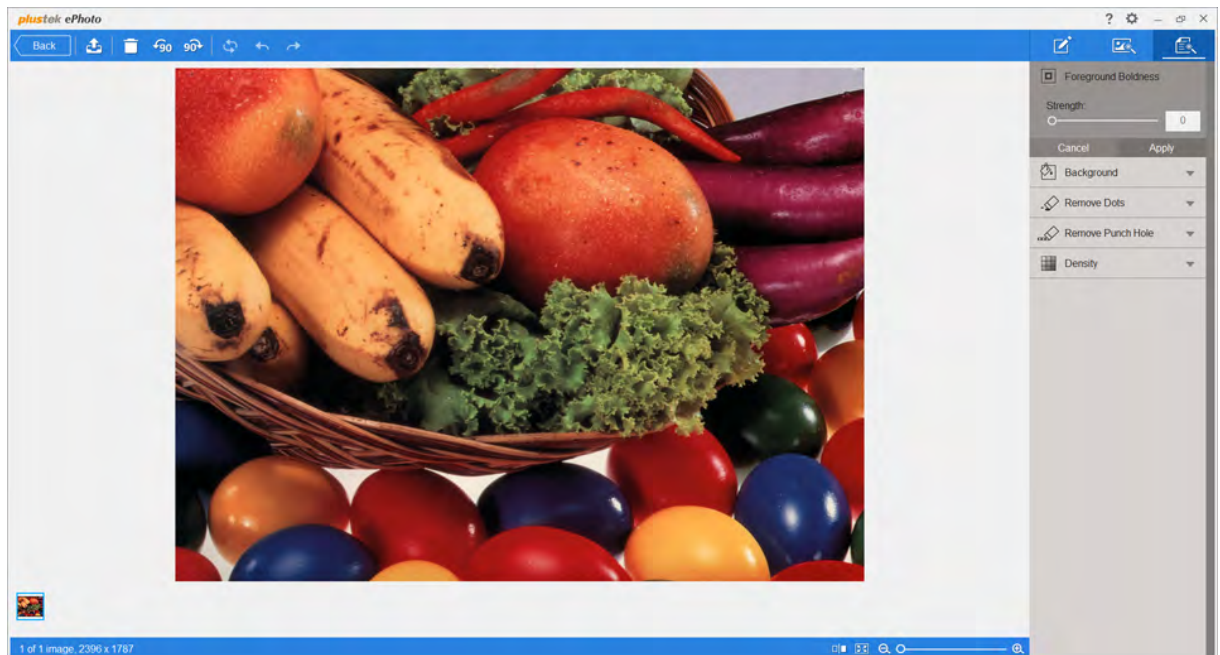 plustek ePhoto
?
Back
90 90
Foreground Boldness
Strength:
0
Cancel Apply
Background
Remove Dots
Remove Punch Hole
Density
1 of 1 image, 2396 x 1787